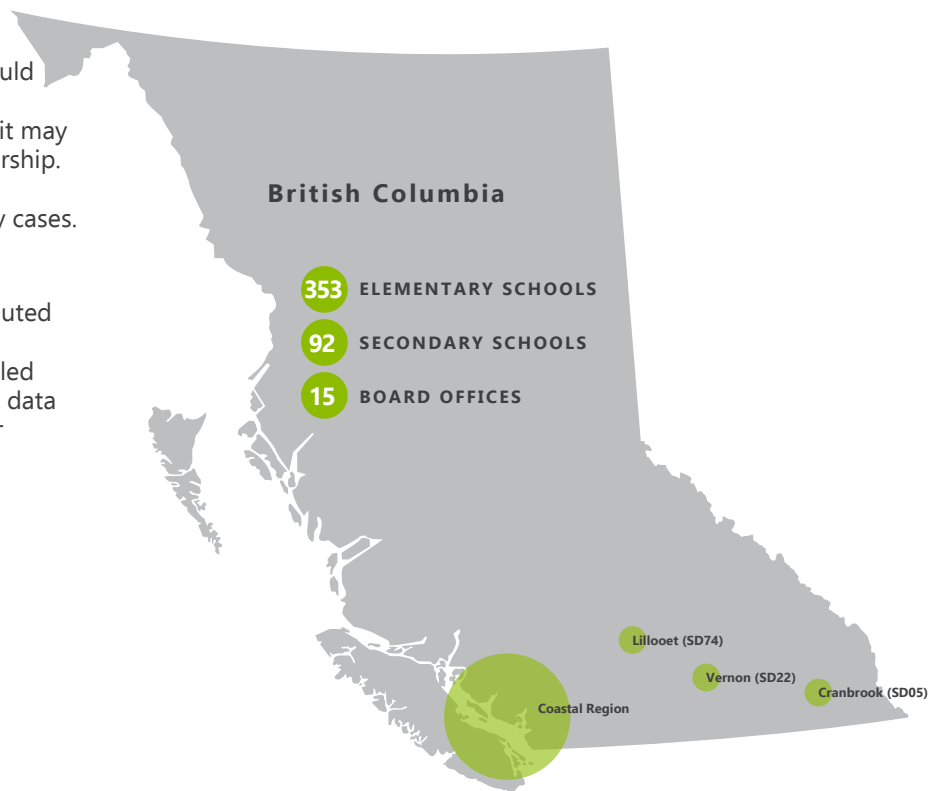 uld
it may
rship.
y cases.
uted
led
data
r
British Columbia
353 ELEMENTARY SCHOOLS
92 SECONDARY SCHOOLS
15 BOARD OFFICES
Lillooet (SD74)
Vernon (SD22)
Cranbrook (SD05)
Coastal Region